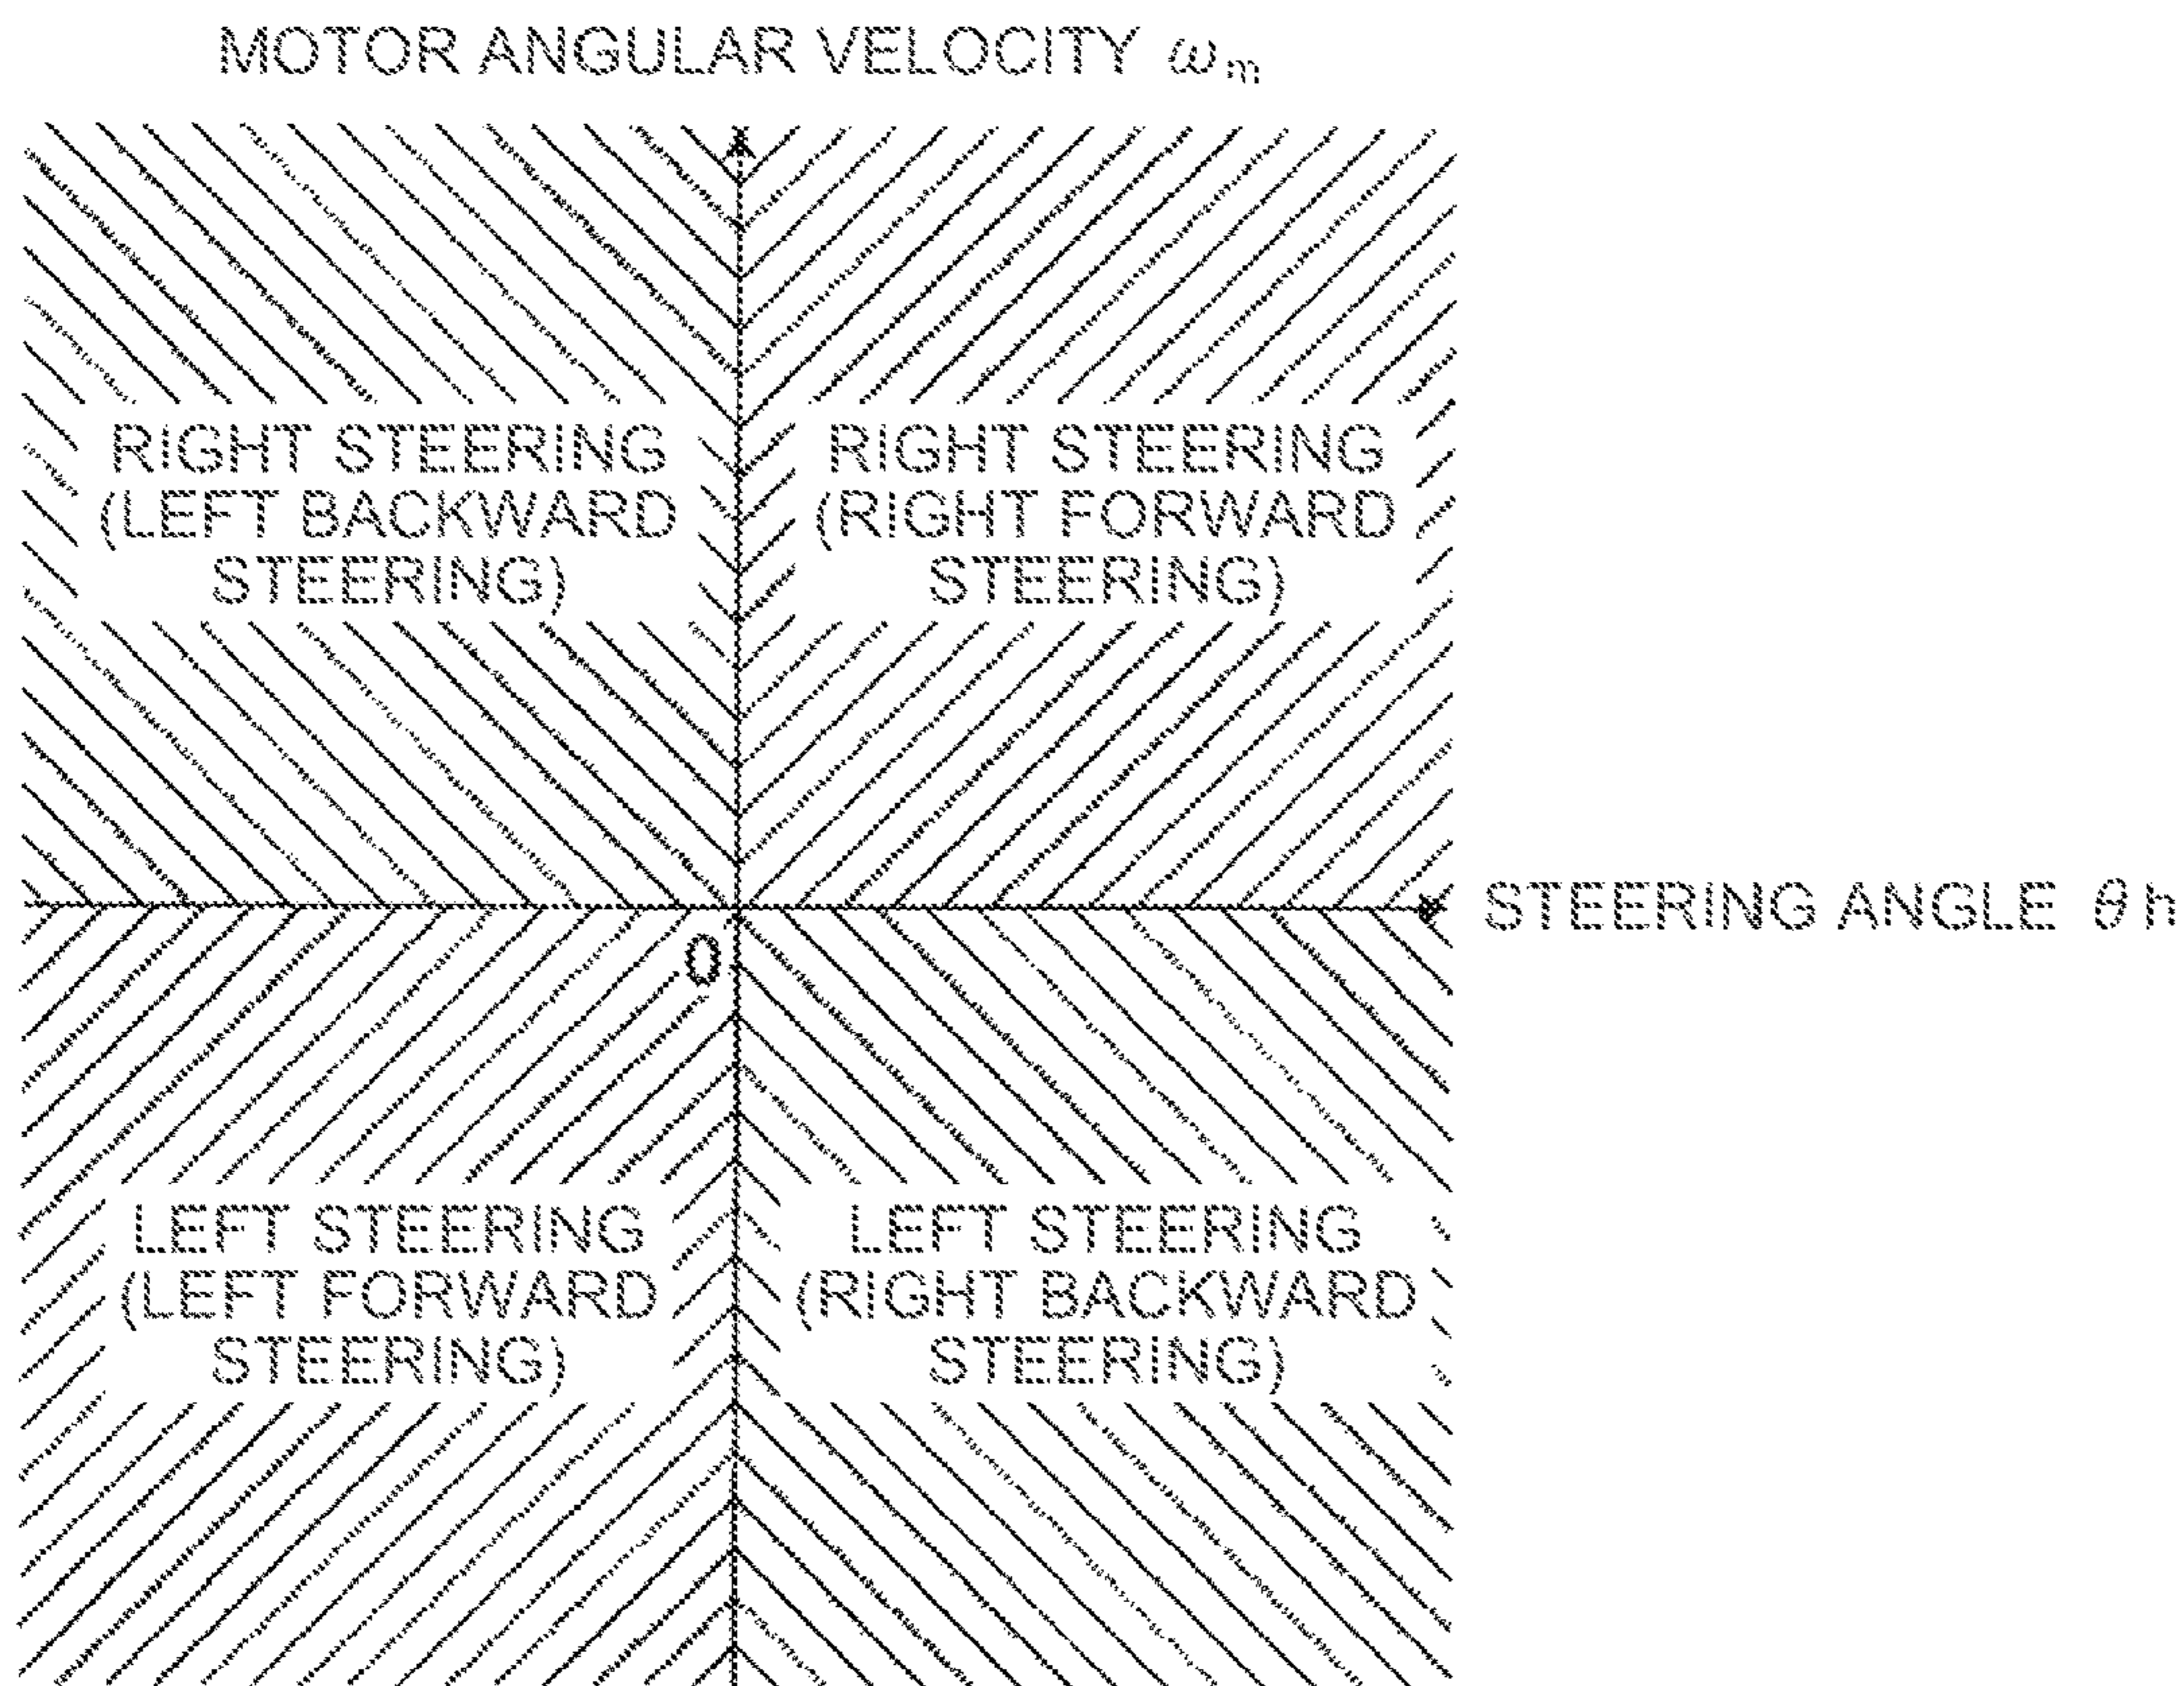 MOTOR ANGULAR VELOCITY ωm
RIGHT STEERING
(LEFT BACKWARD
STEERING)
RIGHT STEERING
(RIGHT FORWARD
STEERING)
STEERING ANGLE θh
0
LEFT STEERING
(LEFT FORWARD
STEERING)
LEFT STEERING
(RIGHT BACKWARD
STEERING)